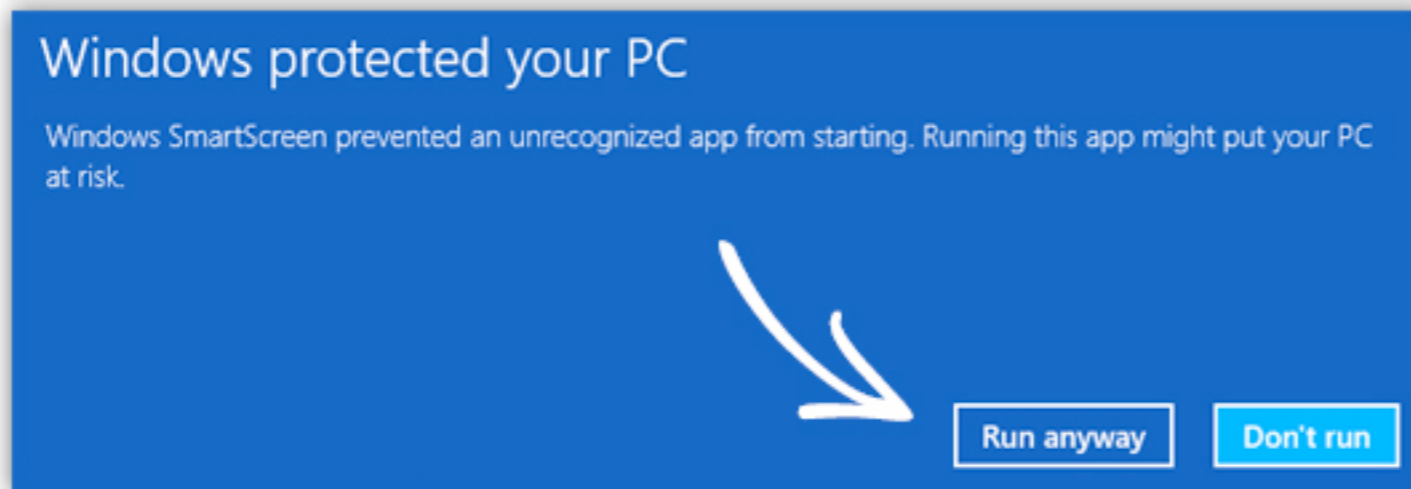 Windows protected your PC
Windows SmartScreen prevented an unrecognized app from starting. Running this app might put your PC
at risk.
Run anyway
Don't run